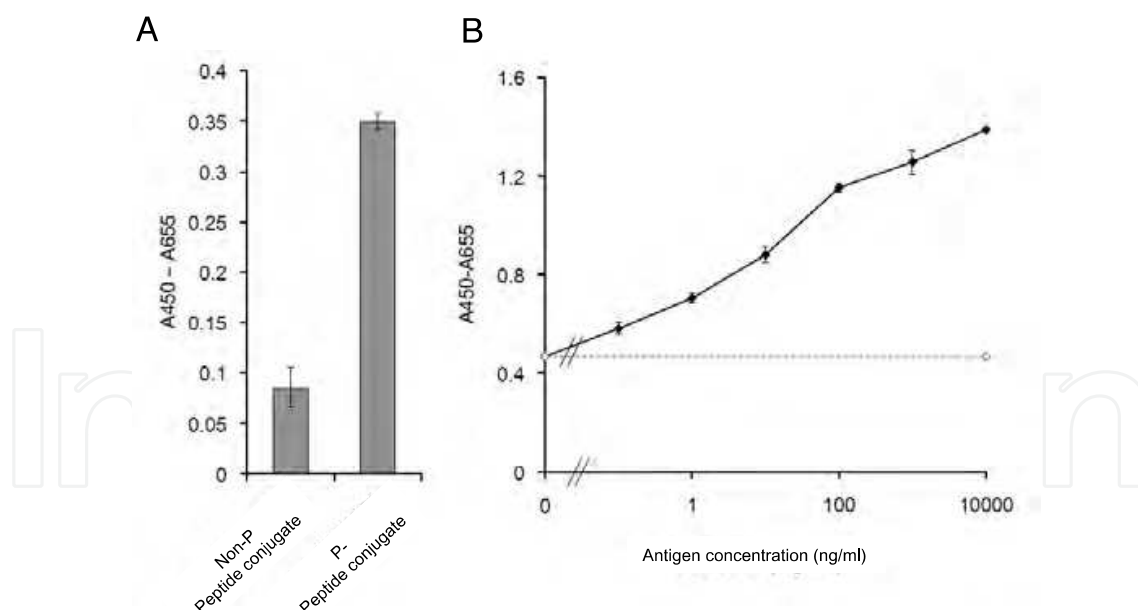 A
B
0.4
0.35
0.3
0.25
0.2
0.15
0.1
0.05
0
A450 – A655
Non-P
Peptide conjugate
P-
Peptide conjugate
1.6
1.2
0.8
0.4
0
A450-A655
0
1
100
10000
Antigen concentration (ng/ml)
In
n